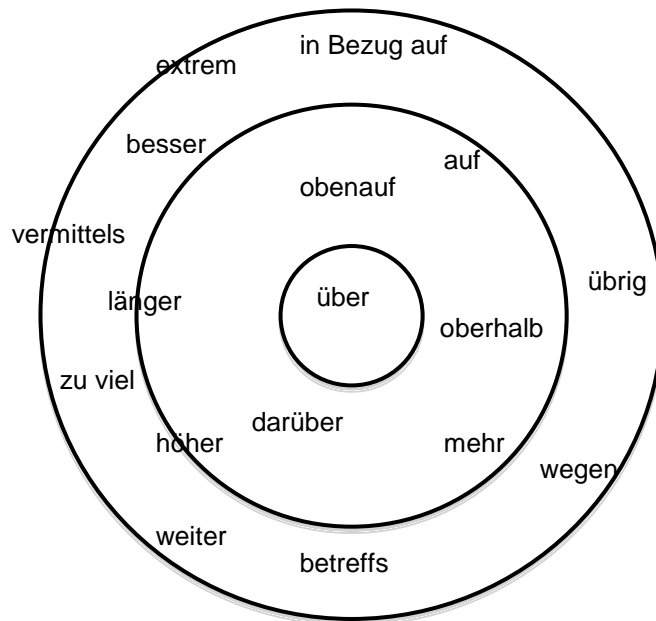 in Bezug auf
extrem
besser
auf
obenauf
vermittels
übrig
über
länger
oberhalb
zu viel
darüber
höher
mehr
wegen
weiter
betreffs